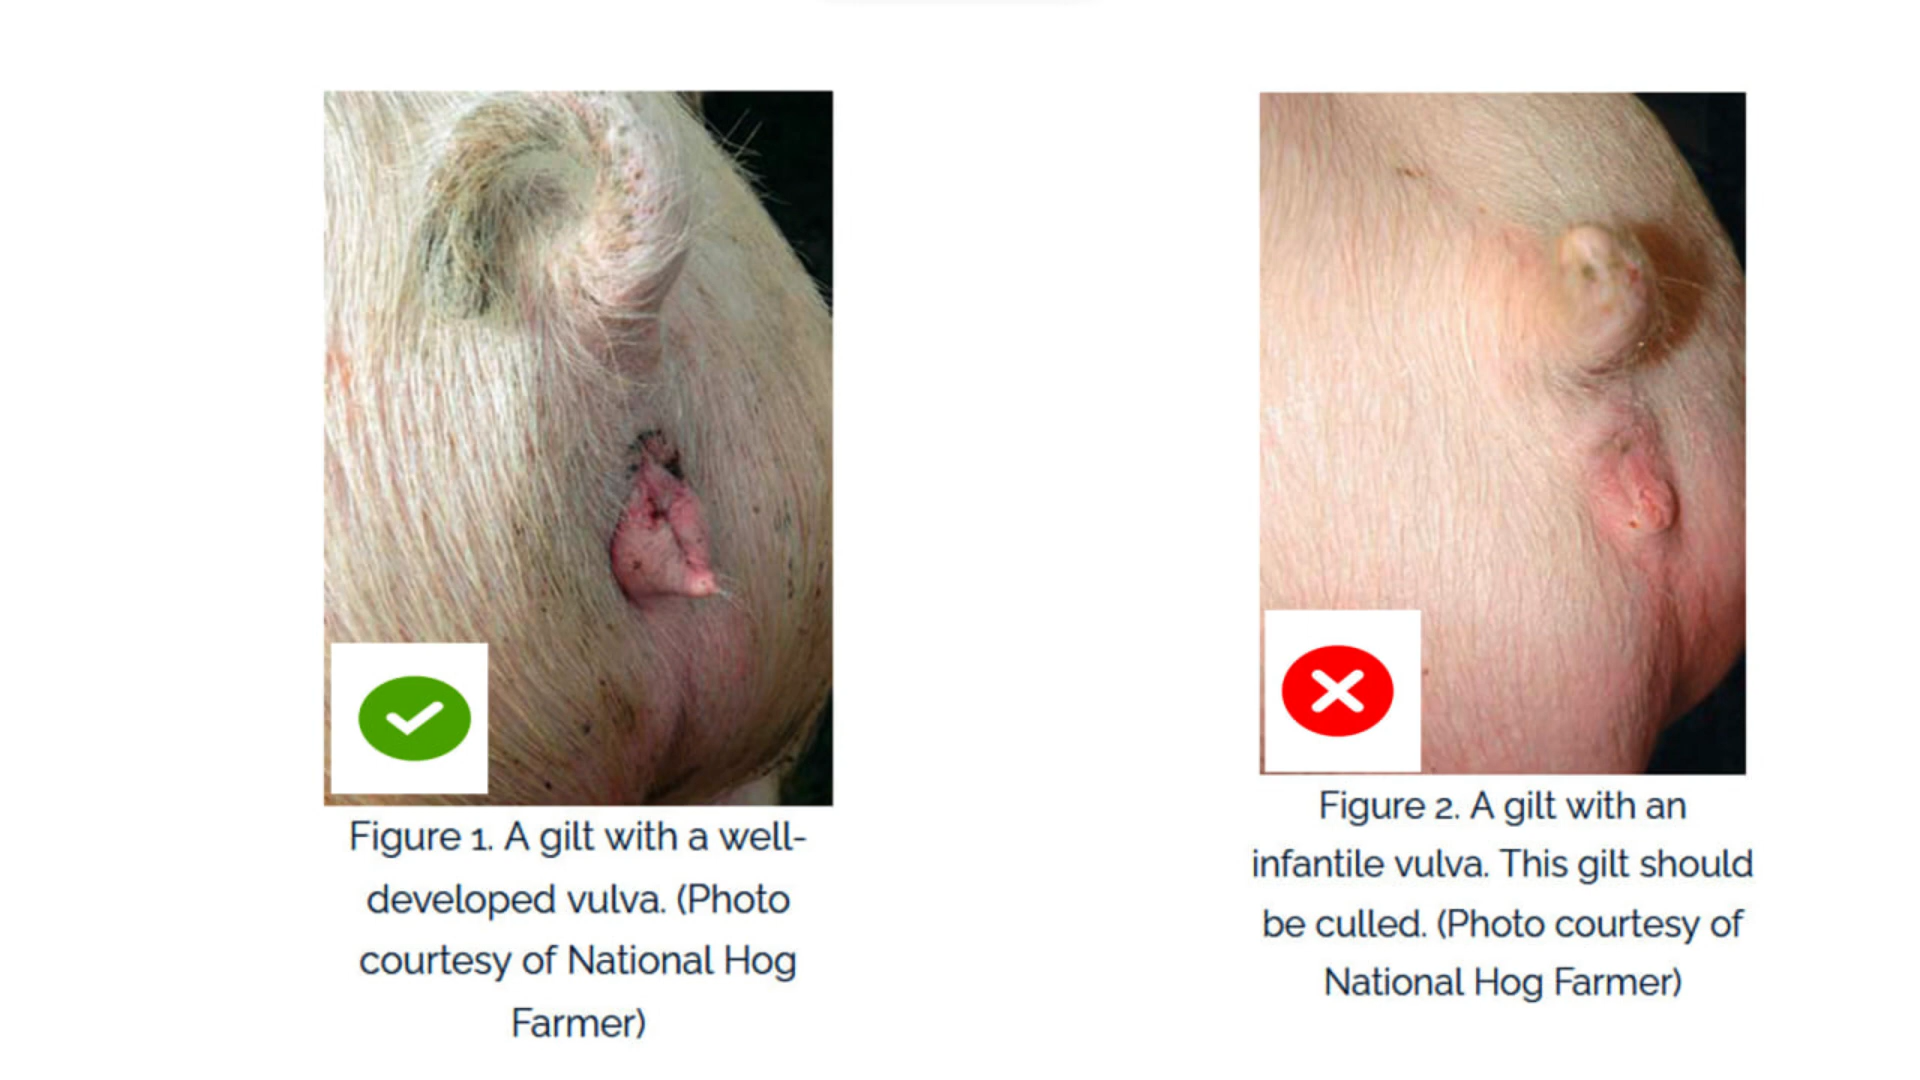 Figure 1. A gilt with a well-
developed vulva. (Photo
courtesy of National Hog
Farmer)
Figure 2. A gilt with an
infantile vulva. This gilt should
be culled. (Photo courtesy of
National Hog Farmer)